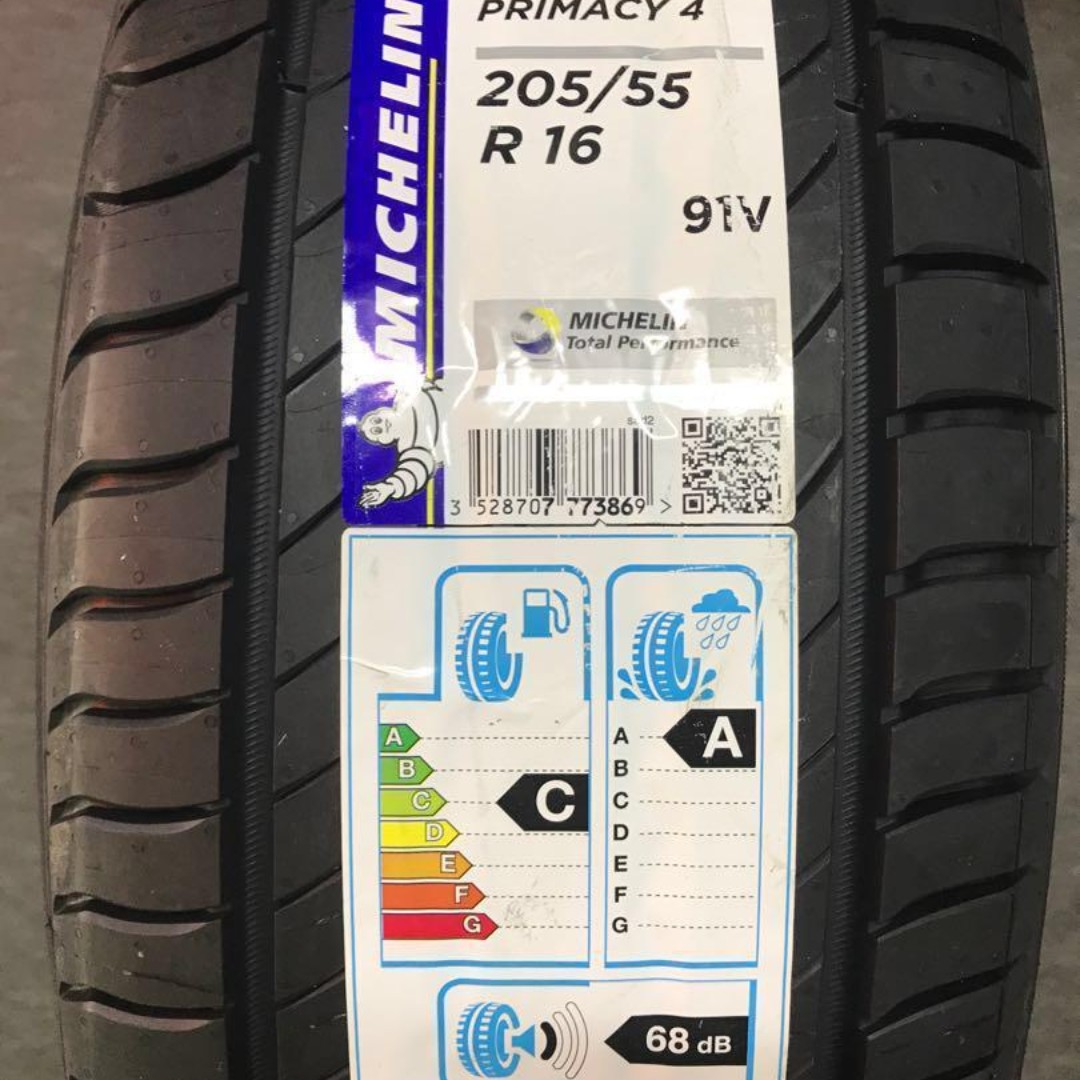 PRIMACY 4
MICHELIN
205/55
R 16
91V
MICHELIN
Total Performance
3 528707 773869 >
A
B
C
D
E
F
G
C
A
B
C
D
E
F
G
A
68 dB